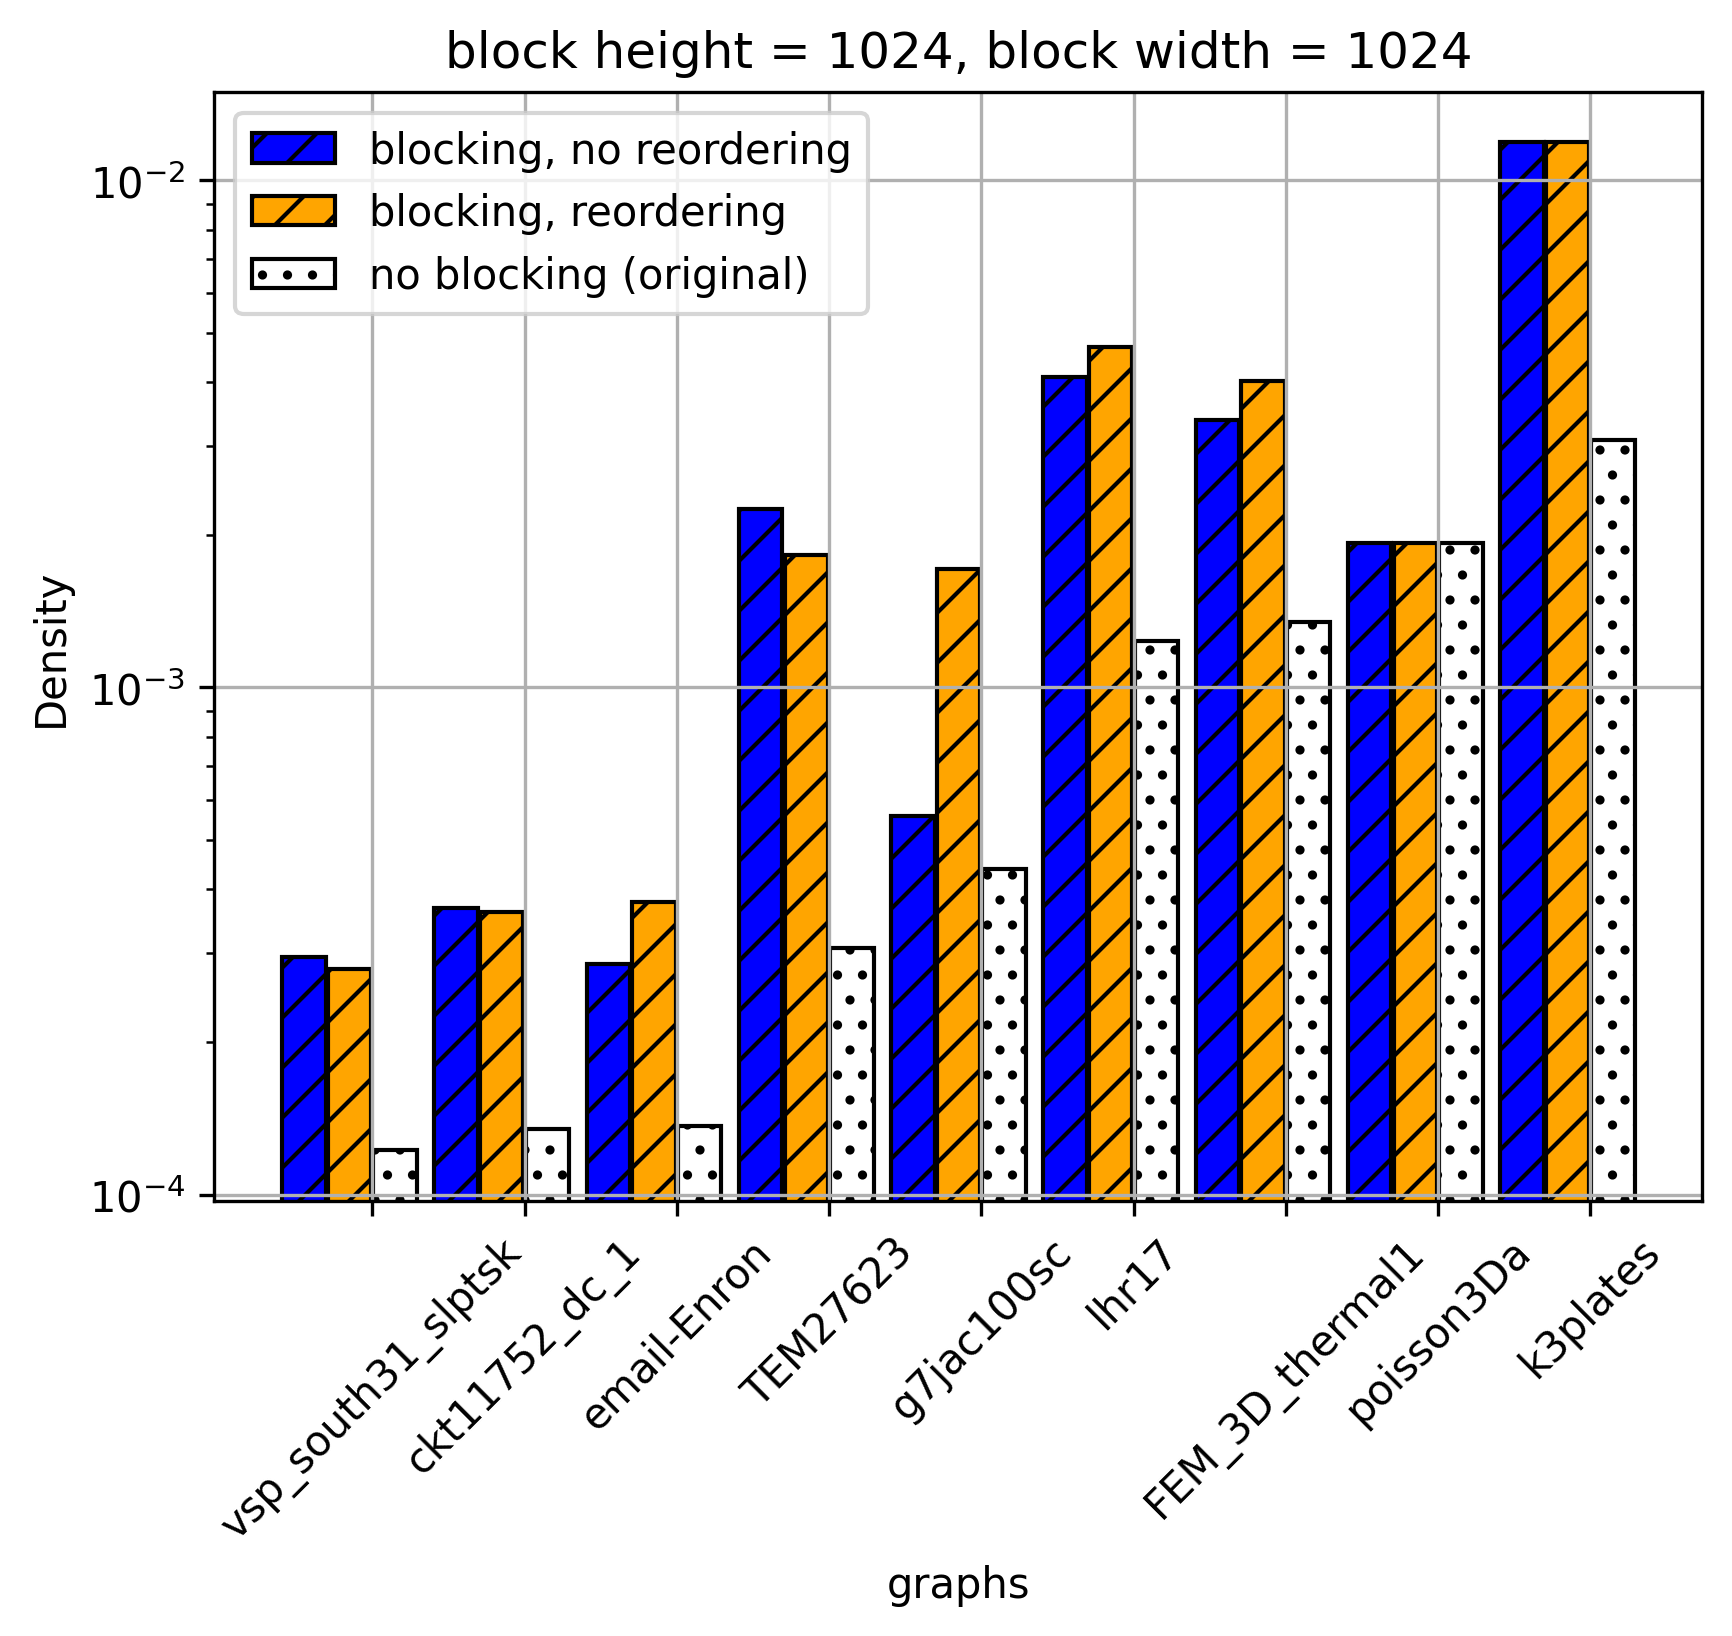 block height = 1024, block width = 1024
blocking, no reordering
blocking, reordering
no blocking (original)
Density
10⁻²
10⁻³
10⁻⁴
vsp_south31_slptsk
ckt11752_dc_1
email-Enron
TEM27623
g7jac100sc
lhr17
FEM_3D_thermal1
poisson3Da
k3plates
graphs